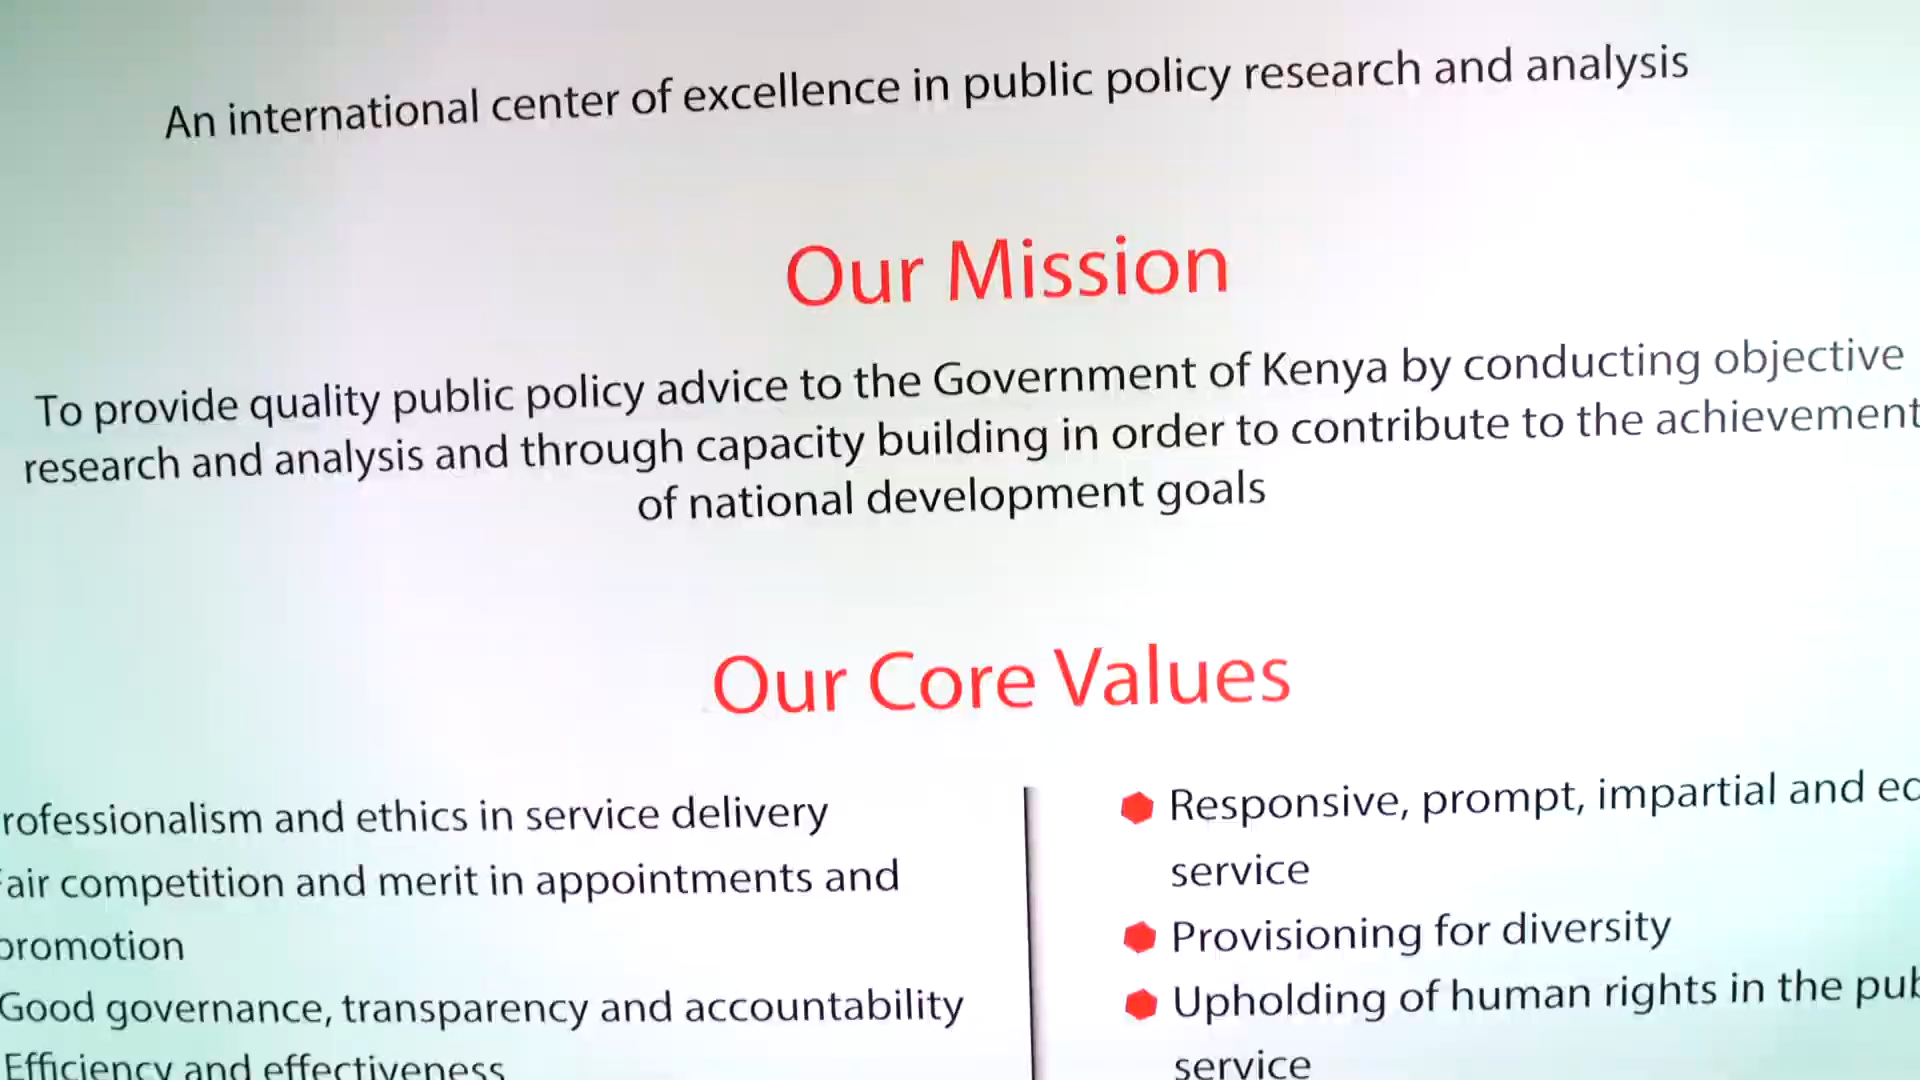 An international center of excellence in public policy research and analysis
Our Mission
To provide quality public policy advice to the Government of Kenya by conducting objective
research and analysis and through capacity building in order to contribute to the achievement
of national development goals
Our Core Values
rofessionalism and ethics in service delivery
air competition and merit in appointments and
promotion
Good governance, transparency and accountability
Efficiency and effectiveness
Responsive, prompt, impartial and
service
Provisioning for diversity
Upholding of human rights in the
service